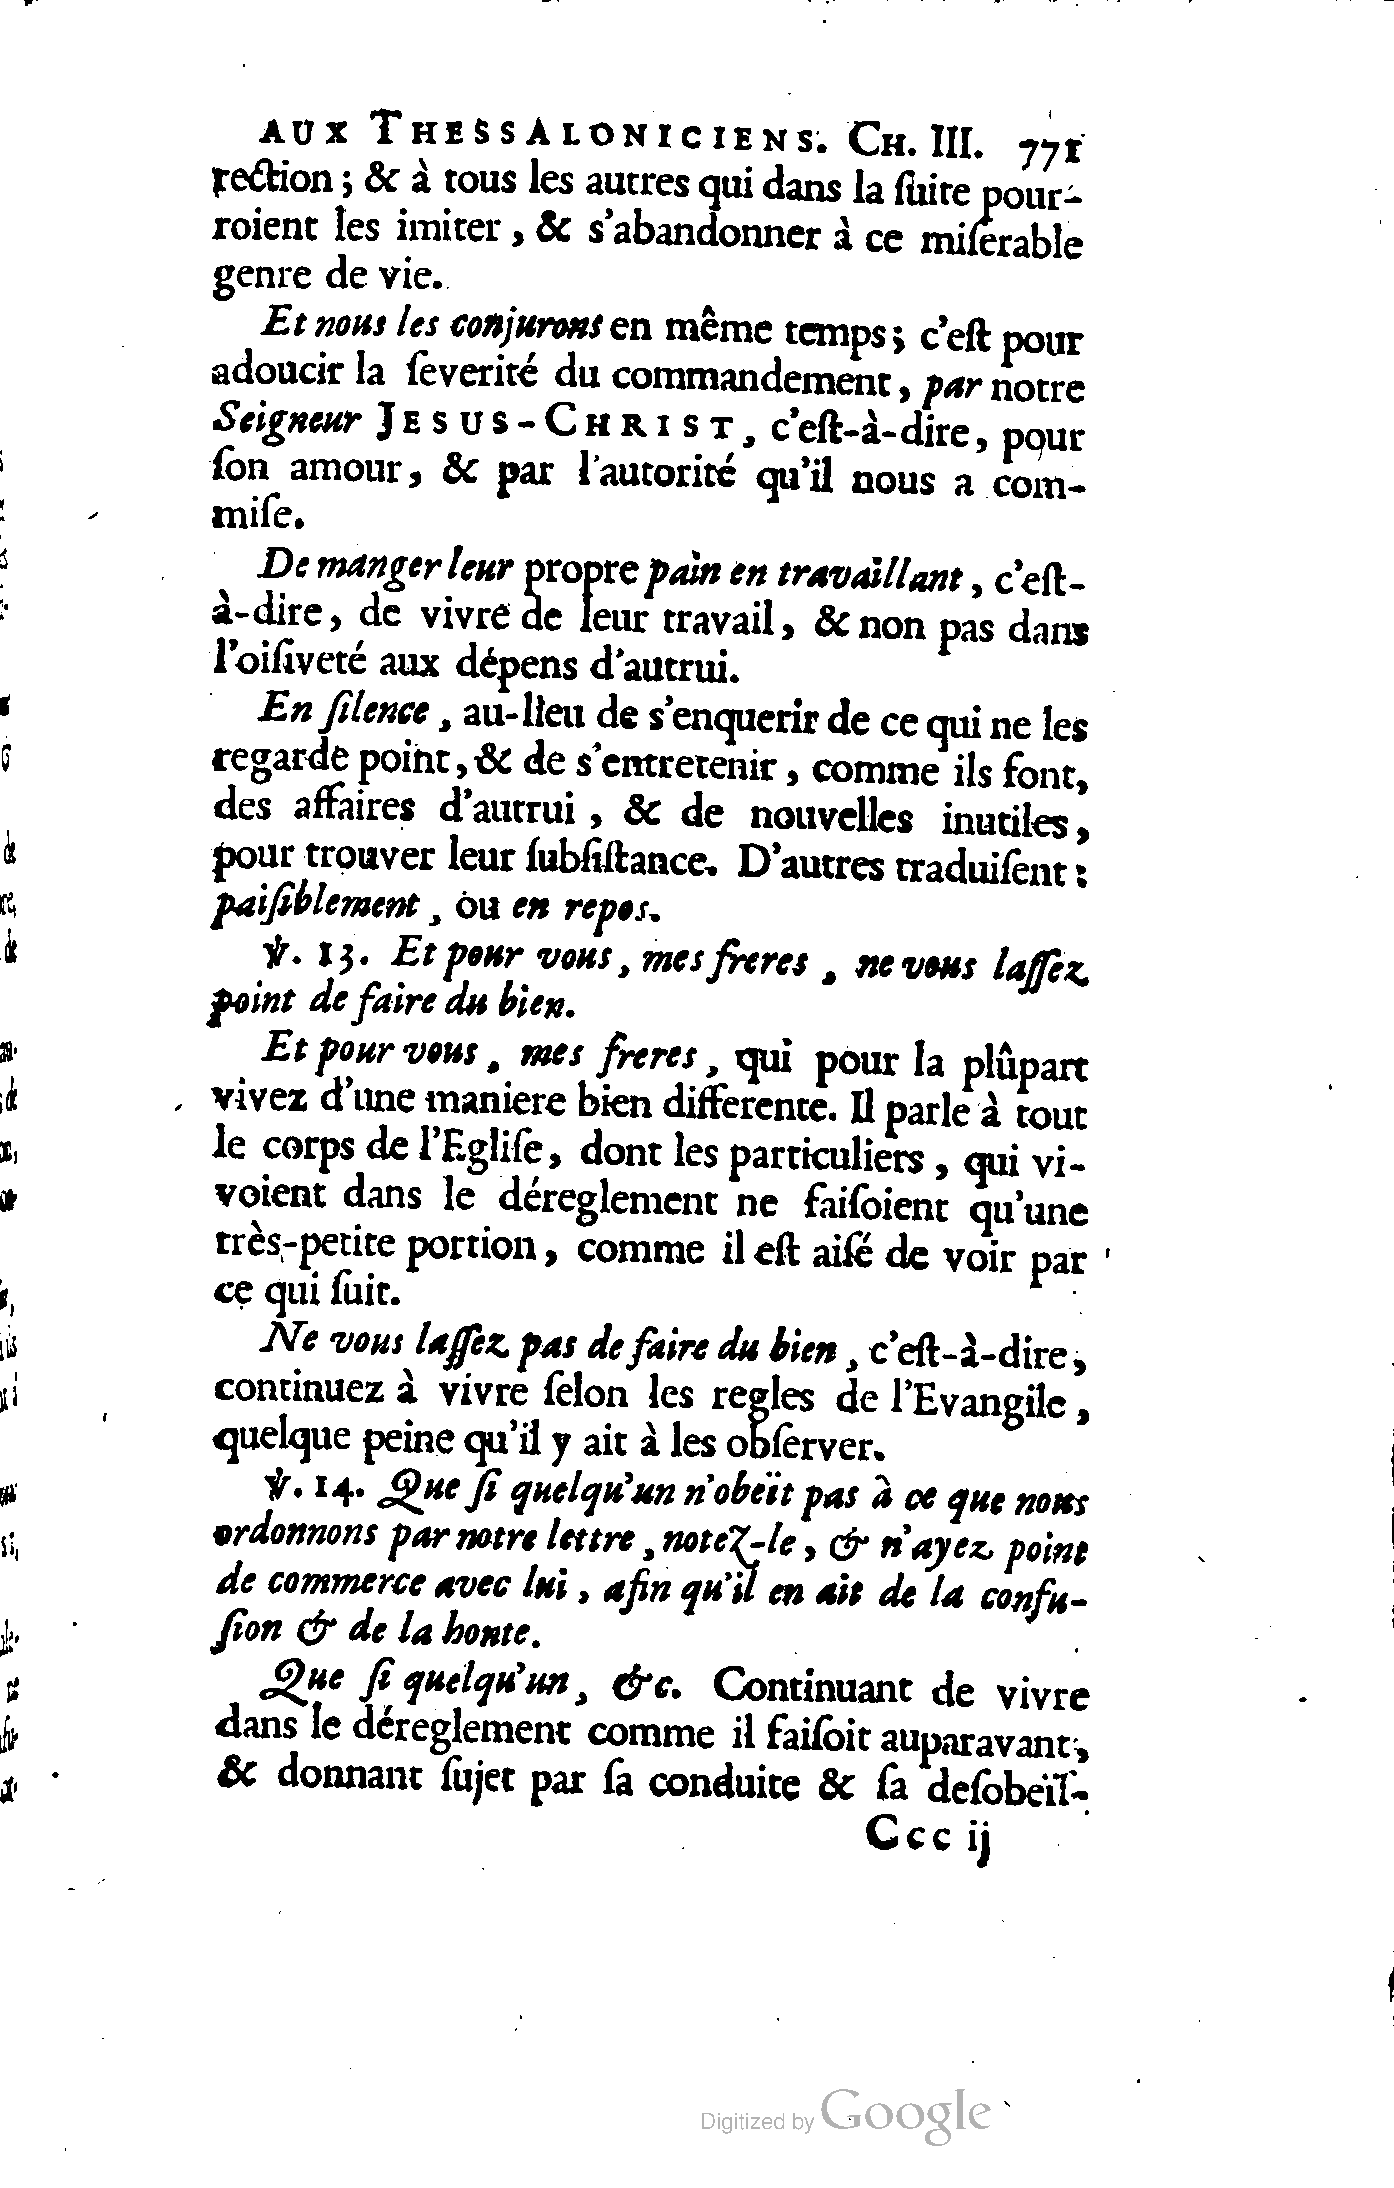 AUX THESSALONICIENS. CH. III. 771
rection ; & à tous les autres qui dans la ſuite pour-
roient les imiter , & s'abandonner à ce miſerable
genre de vie.
Et nous les conjurons en même temps ; c'eſt pour
adoucir la ſeverité du commandement , par notre
Seigneur JESUS-CHRIST, c'eſt-à-dire, pour
ſon amour, & par l'autorité qu'il nous a com-
miſe.
De manger leur propre pain en travaillant , c'eſt-
à-dire, de vivre de leur travail, & non pas dans
l'oiſiveté aux dépens d'autrui.
En ſilence , au-lieu de s'enquerir de ce qui ne les
regarde point, & de s'entretenir , comme ils font,
des affaires d'autrui , & de nouvelles inutiles,
pour trouver leur ſubſiſtance. D'autres traduiſent :
paiſiblement , ou en repos.
℣. 13. Et pour vous , mes freres , ne vous laſſez
point de faire du bien.
Et pour vous , mes freres , qui pour la plûpart
vivez d'une maniere bien differente. Il parle à tout
le corps de l'Egliſe, dont les particuliers , qui vi-
voient dans le déreglement ne faiſoient qu'une
très-petite portion, comme il eſt aiſé de voir par
ce qui ſuit.
Ne vous laſſez pas de faire du bien , c'eſt-à-dire,
continuez à vivre ſelon les regles de l'Evangile ,
quelque peine qu'il y ait à les obſerver.
℣. 14. Que ſi quelqu'un n'obeït pas à ce que nous
ordonnons par notre lettre , notez-le , & n'ayez point
de commerce avec lui , afin qu'il en ait de la confu-
ſion & de la honte.
Que ſi quelqu'un , &c. Continuant de vivre
dans le déreglement comme il faiſoit auparavant,
& donnant ſujet par ſa conduite & ſa deſobeïſ-
Ccc ij
Digitized by Google